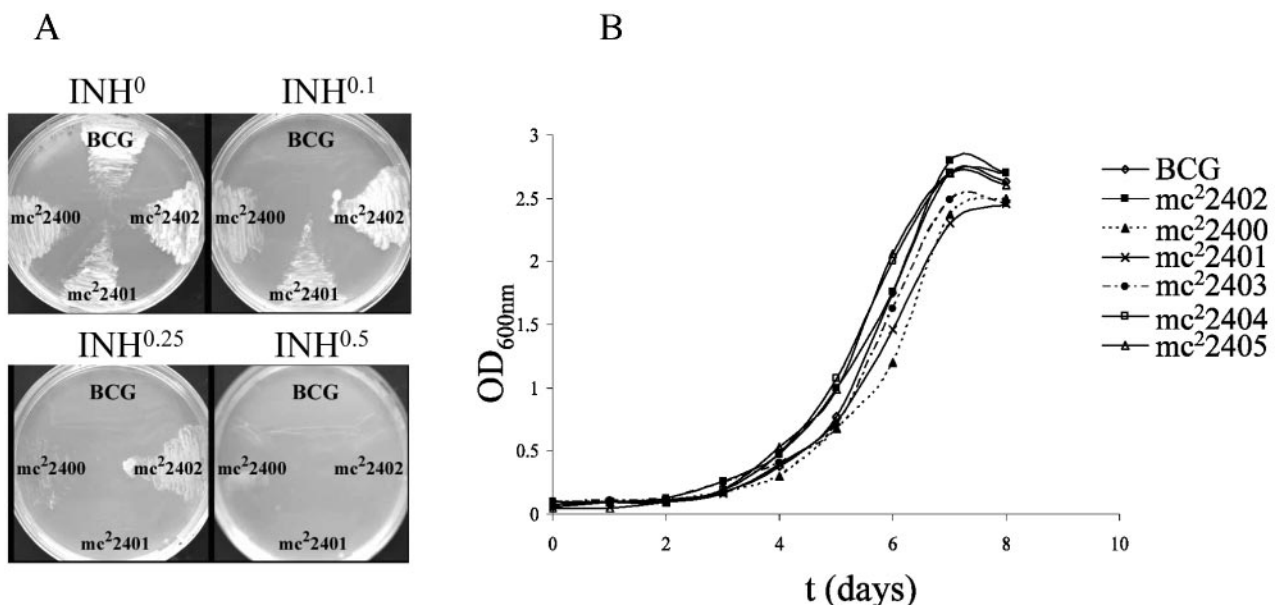 A
B
INH⁰ INH⁰·¹
BCG BCG
mc²2400 mc²2402 mc²2400 mc²2402
mc²2401 mc²2401
INH⁰·²⁵ INH⁰·⁵
BCG BCG
mc²2400 mc²2402 mc²2400 mc²2402
mc²2401 mc²2401
OD600nm
3
2.5
2
1.5
1
0.5
0
0 2 4 6 8 10
t (days)
BCG
mc²2402
mc²2400
mc²2401
mc²2403
mc²2404
mc²2405